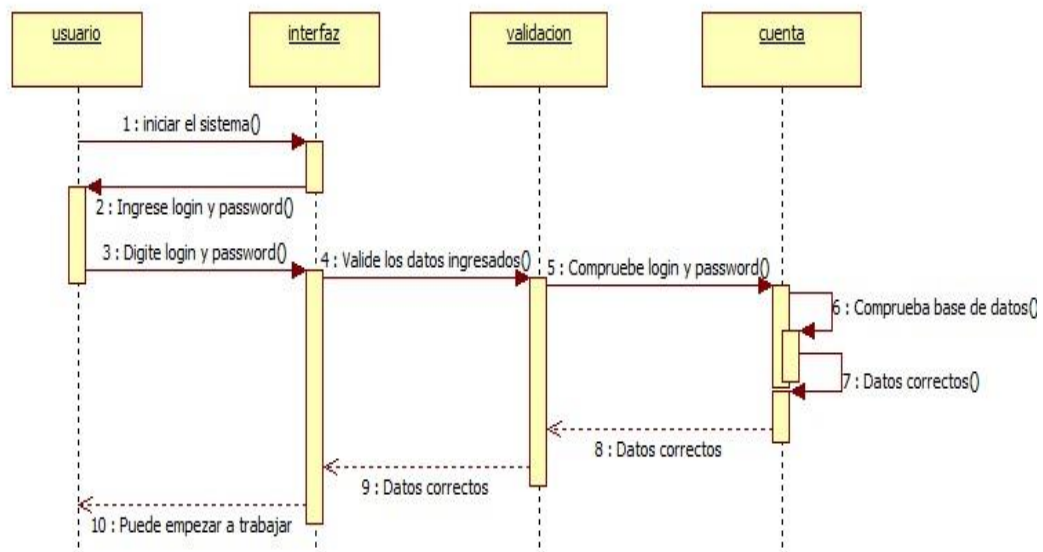 usuario
interfaz
validacion
cuenta
1 : iniciar el sistema()
2 : Ingrese login y password()
3 : Digite login y password()
4 : Valide los datos ingresados()
5 : Compruebe login y password()
6 : Comprueba base de datos()
7 : Datos correctos()
8 : Datos correctos
9 : Datos correctos
10 : Puede empezar a trabajar